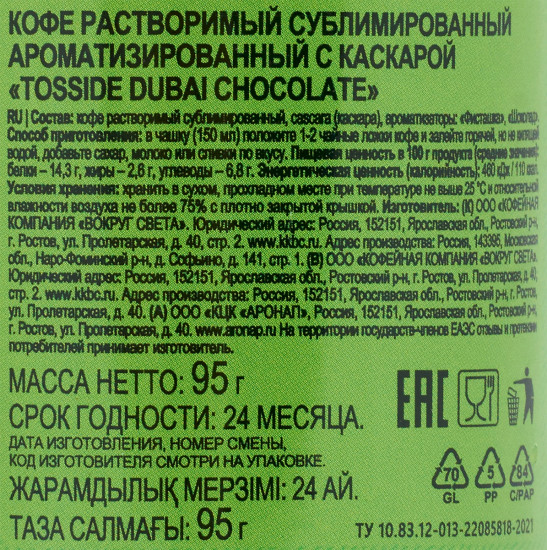 КОФЕ РАСТВОРИМЫЙ СУБЛИМИРОВАННЫЙ
АРОМАТИЗИРОВАННЫЙ С КАСКАРОЙ
«TOSSIDE DUBAI CHOCOLATE»
RU | Состав: кофе растворимый сублимированный, cascara (каскара), ароматизаторы: «Фисташка», «Шоколад».
Способ приготовления: в чашку (150 мл) положите 1-2 чайные ложки кофе и залейте горячей, но не кипящей
водой, добавьте сахар, молоко или сливки по вкусу. Пищевая ценность в 100 г продукта (средние значения):
белки – 14,3 г, жиры – 2,6 г, углеводы – 6,8 г. Энергетическая ценность (калорийность): 460 кДж / 110 ккал.
Условия хранения: хранить в сухом, прохладном месте при температуре не выше 25 °С и относительной
влажности воздуха не более 75% с плотно закрытой крышкой. Изготовитель: (К) ООО «КОФЕЙНАЯ
КОМПАНИЯ «ВОКРУГ СВЕТА». Юридический адрес: Россия, 152151, Ярославская обл., Ростовский р-н,
г. Ростов, ул. Пролетарская, д. 40, стр. 2. www.kkbc.ru Адрес производства: Россия, 143395, Московская
обл., Наро-Фоминский р-н, д. Софьино, д. 141, стр. 1. (В) ООО «КОФЕЙНАЯ КОМПАНИЯ «ВОКРУГ СВЕТА».
Юридический адрес: Россия, 152151, Ярославская обл., Ростовский р-н, г. Ростов, ул. Пролетарская, д. 40,
стр. 2. www.kkbc.ru Адрес производства: Россия, 152151, Ярославская обл., Ростовский р-н, г. Ростов,
ул. Пролетарская, д. 40. (А) ООО «КЦК «АРОНАП». Юридический адрес: Россия, 152151, Ярославская обл., Ростовский р-н,
г. Ростов, ул. Пролетарская, д. 40. www.aronap.ru На территории государств-членов ЕАЭС отзывы и претензии
потребителей принимает изготовитель.
МАССА НЕТТО: 95 г
СРОК ГОДНОСТИ: 24 МЕСЯЦА.
ДАТА ИЗГОТОВЛЕНИЯ, НОМЕР СМЕНЫ,
КОД ИЗГОТОВИТЕЛЯ СМОТРИ НА УПАКОВКЕ.
ЖАРАМДЫЛЫҚ МЕРЗІМІ: 24 АЙ.
ТАЗА САЛМАҒЫ: 95 г
EAC
70
GL
5
PP
84
C/PAP
ТУ 10.83.12-013-22085818-2021